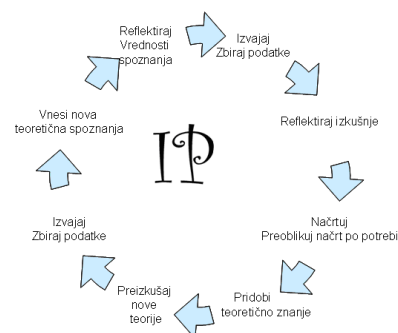 Reflektiraj
Vrednosti
spoznanja
Izvajaj
Zbiraj podatke
Reflektiraj izkušnje
Načrtuj
Preoblikuj načrt po potrebi
Pridobi
teoretično znanje
Preizkušaj
nove
teorije
Izvajaj
Zbiraj podatke
Vnesi nova
teoretična spoznanja
IP